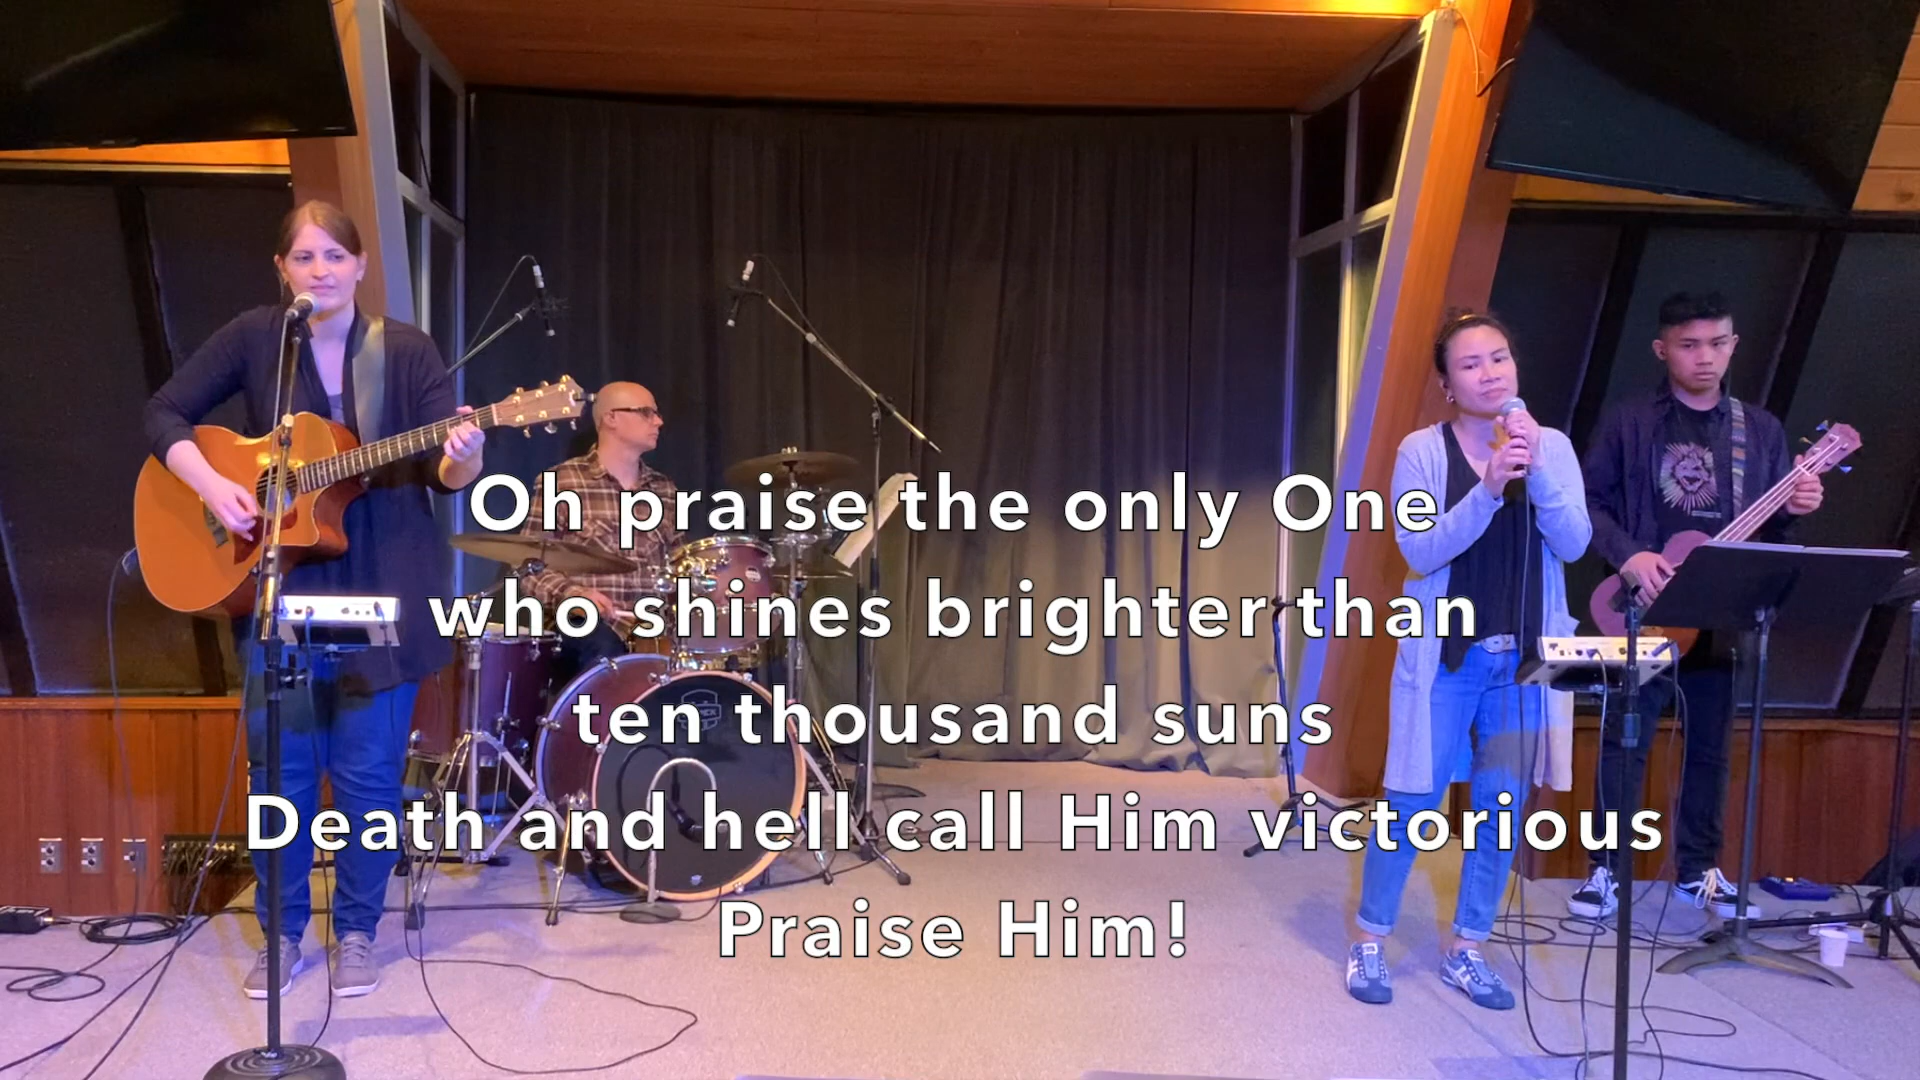 Oh praise the only One
who shines brighter than
ten thousand suns
Death and hell call Him victorious
Praise Him!